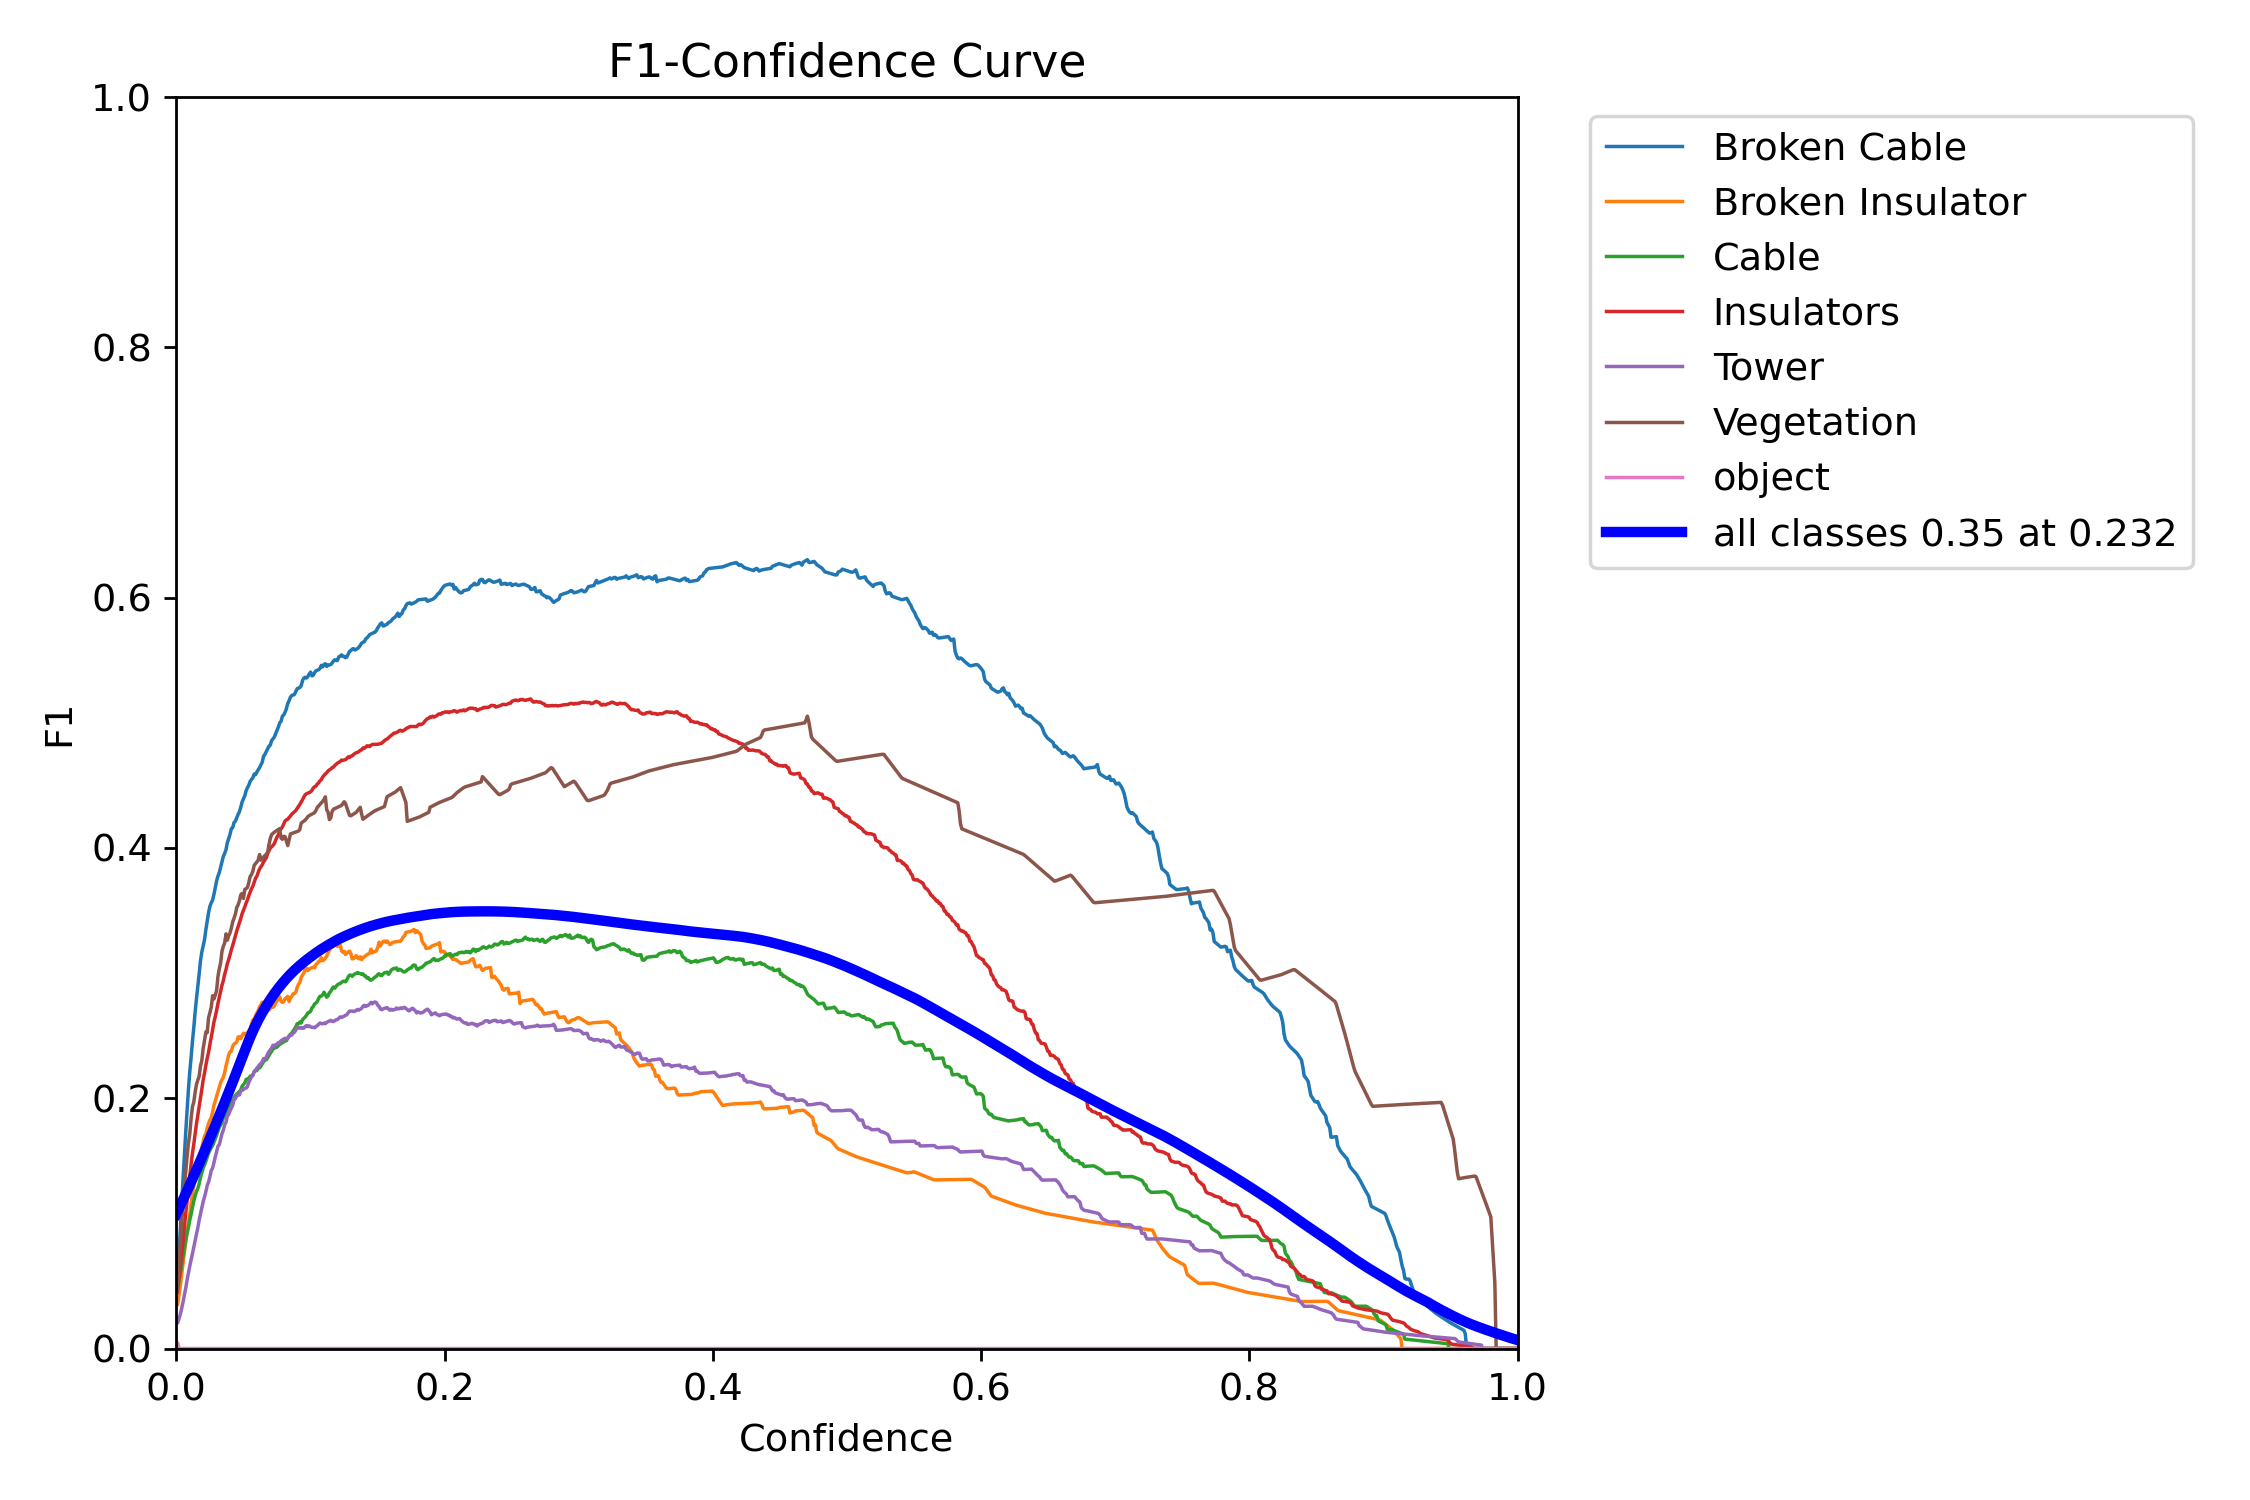 F1-Confidence Curve
1.0
0.8
0.6
0.4
0.2
0.0
F1
0.0 0.2 0.4 0.6 0.8 1.0
Confidence
Broken Cable
Broken Insulator
Cable
Insulators
Tower
Vegetation
object
all classes 0.35 at 0.232